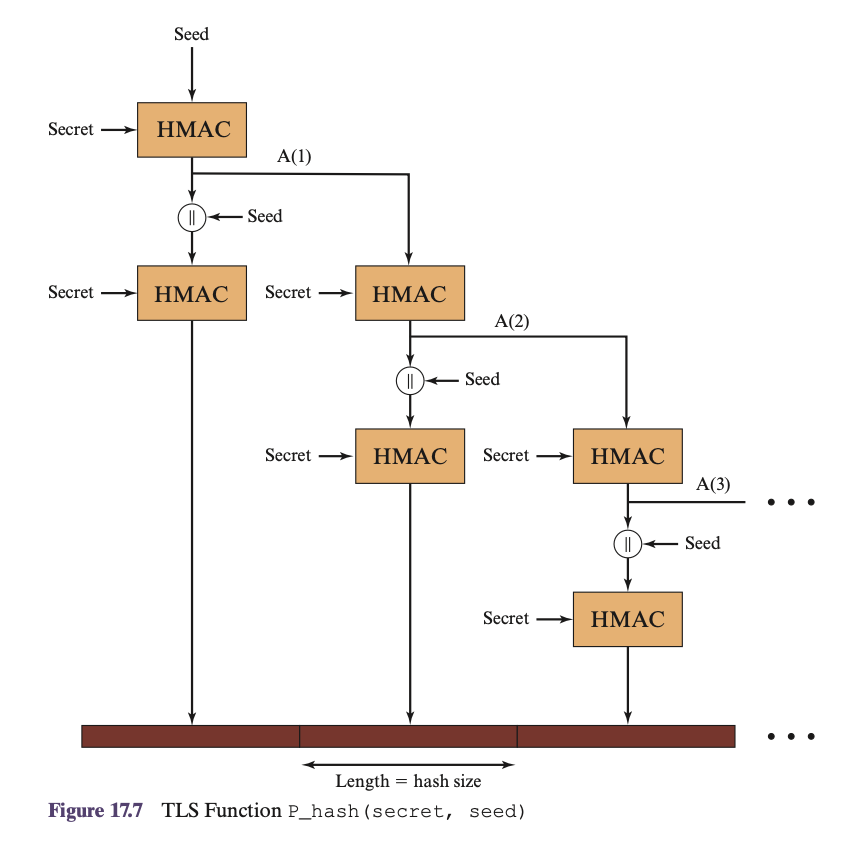 Seed
Secret
HMAC
A(1)
||
Seed
Secret
HMAC
Secret
HMAC
A(2)
||
Seed
Secret
HMAC
Secret
HMAC
A(3)
• • •
||
Seed
Secret
HMAC
• • •
Length = hash size
Figure 17.7 TLS Function P_hash(secret, seed)